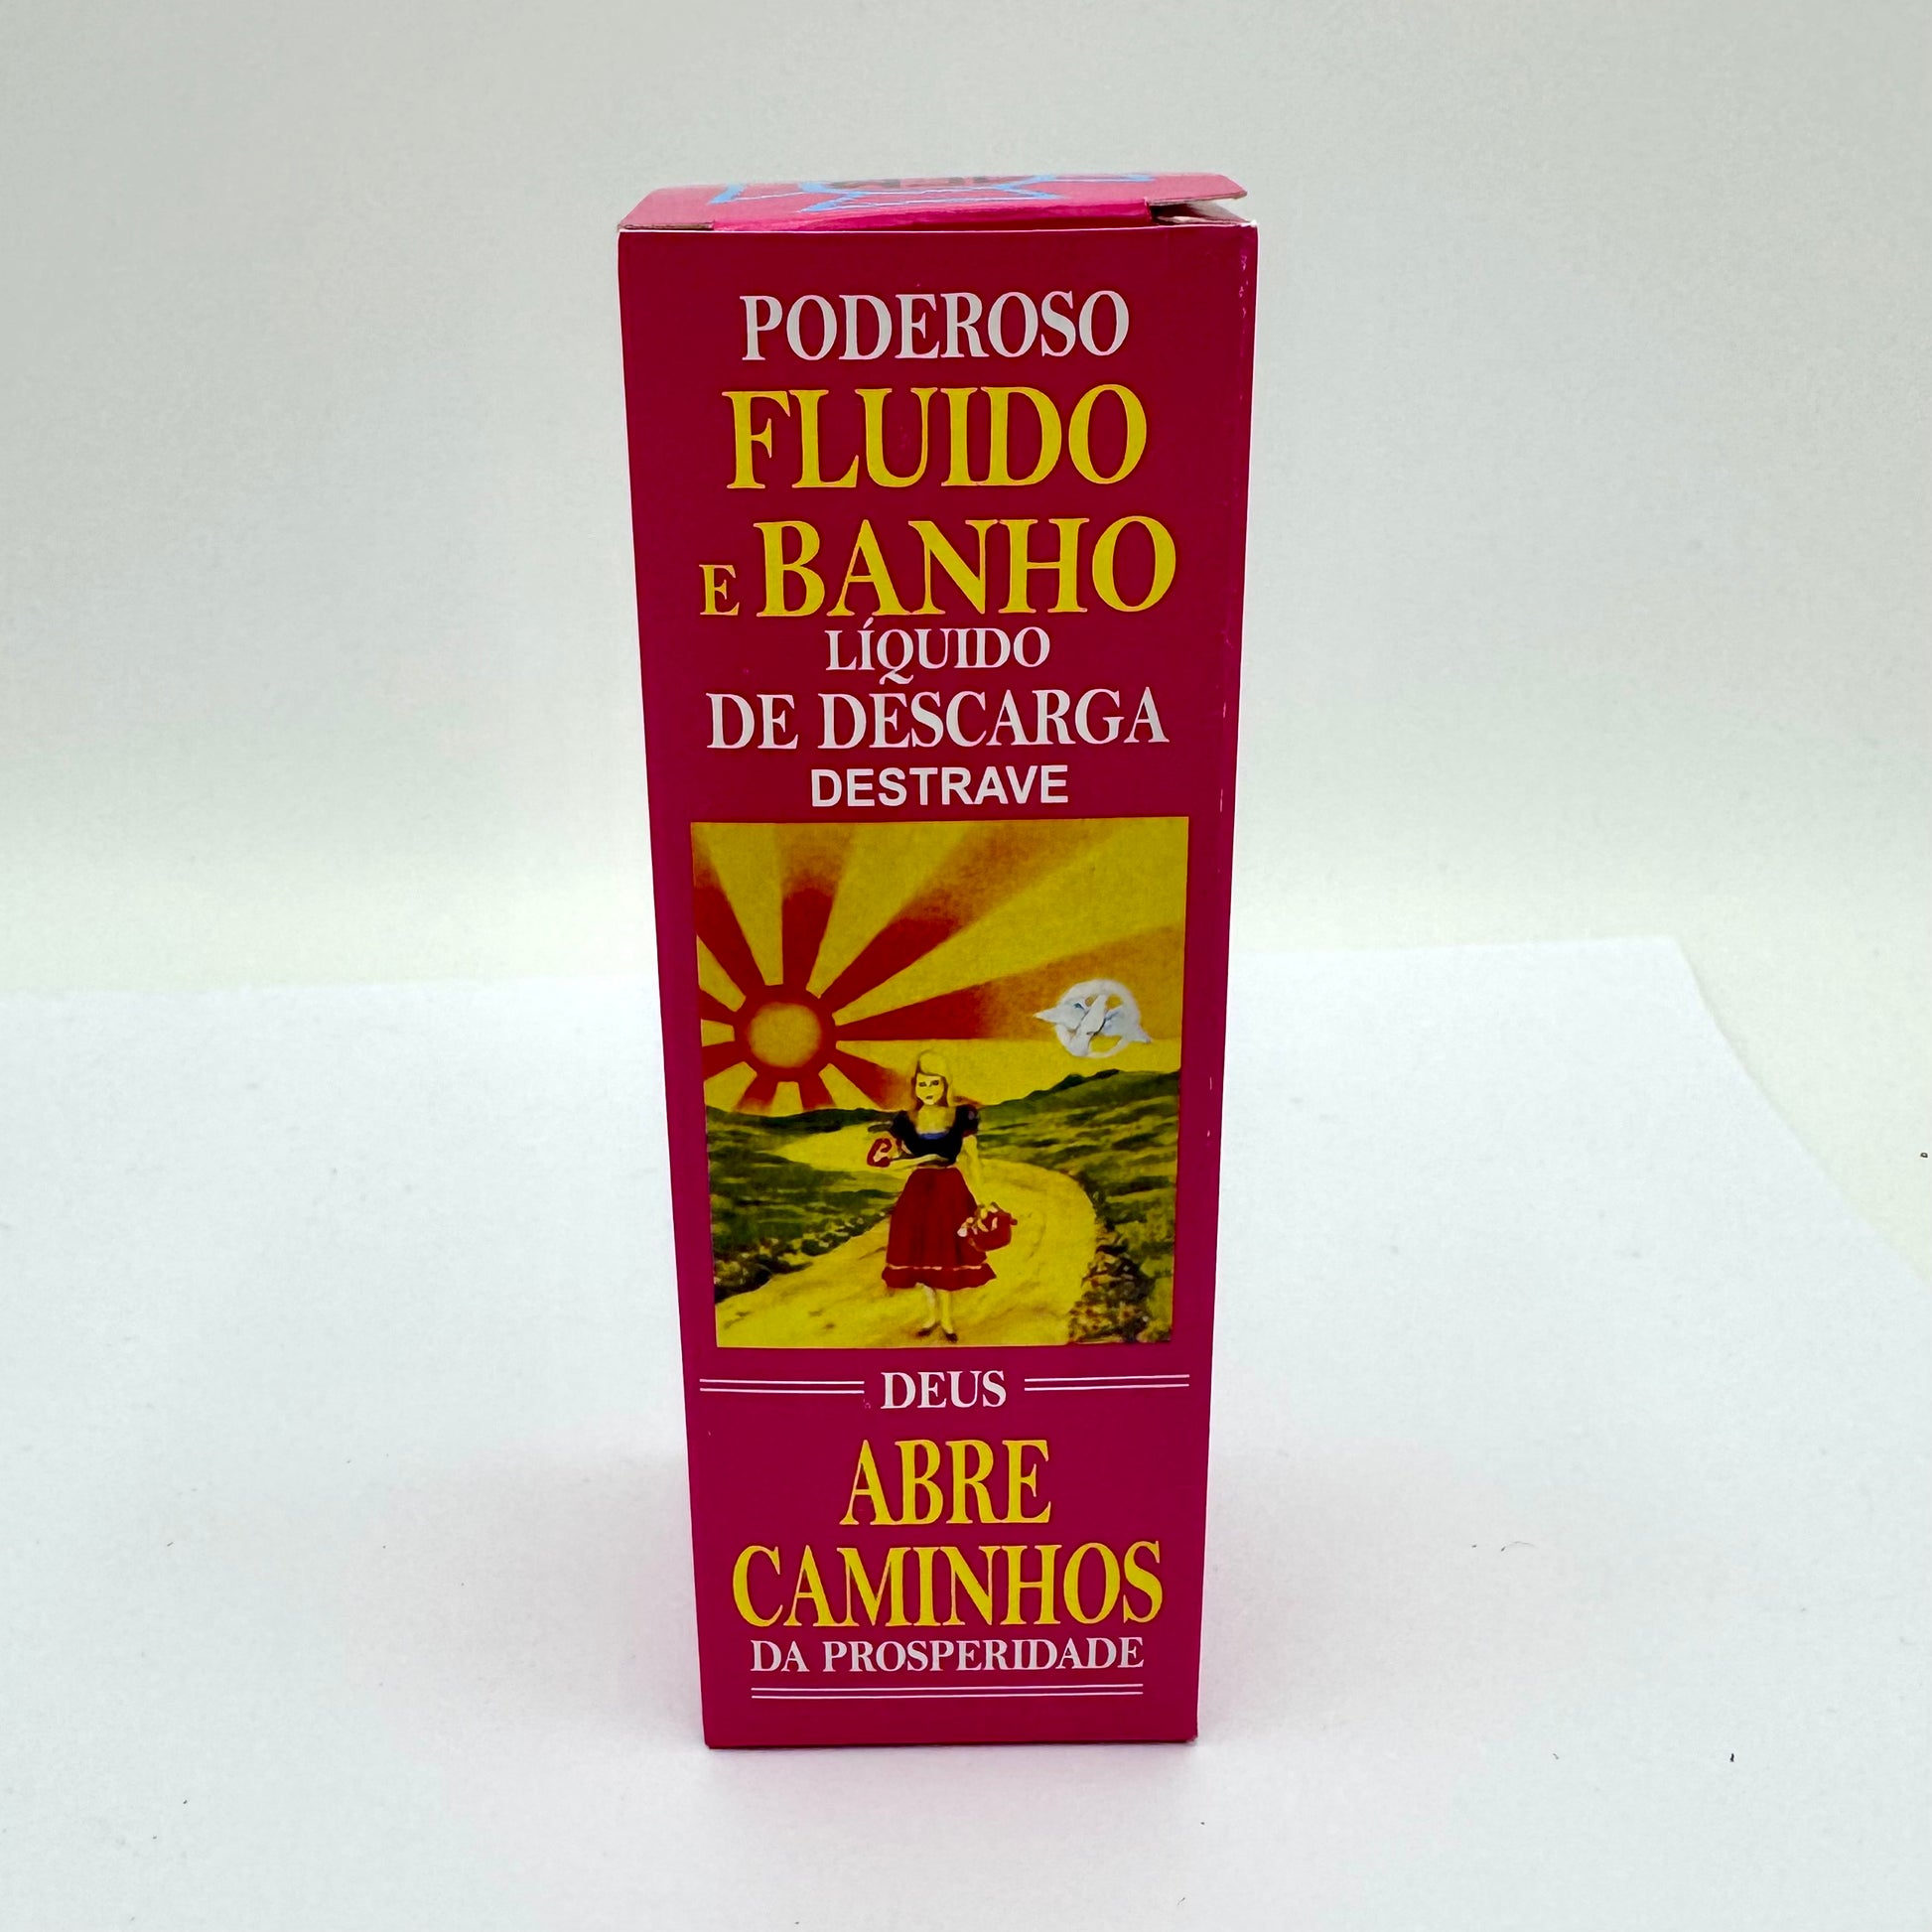 PODEROSO
FLUIDO
E BANHO
LÍQUIDO
DE DESCARGA
DESTRAVE
DEUS
ABRE
CAMINHOS
DA PROSPERIDADE